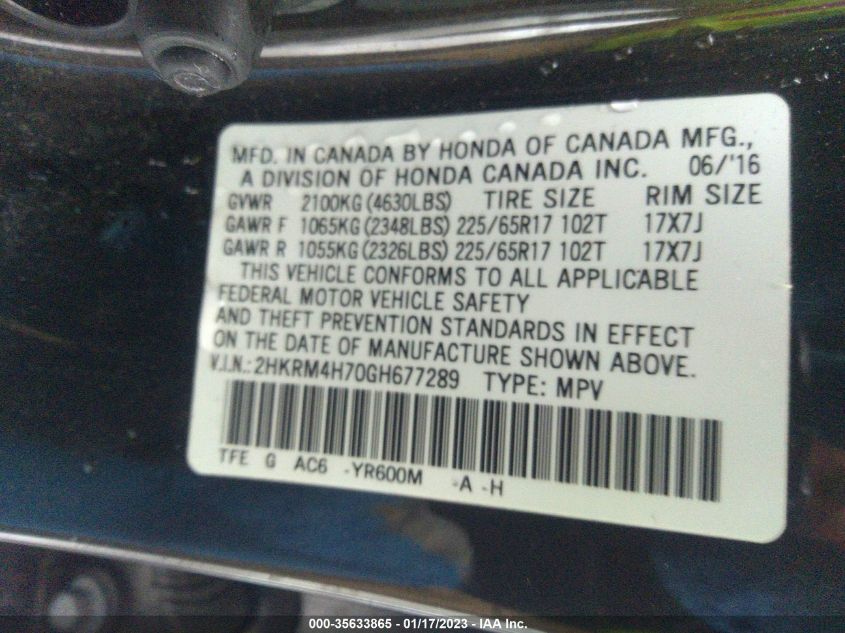 MFD. IN CANADA BY HONDA OF CANADA MFG.,
A DIVISION OF HONDA CANADA INC. 06/'16
GVWR 2100KG (4630LBS) TIRE SIZE RIM SIZE
GAWR F 1065KG (2348LBS) 225/65R17 102T 17X7J
GAWR R 1055KG (2326LBS) 225/65R17 102T 17X7J
THIS VEHICLE CONFORMS TO ALL APPLICABLE
FEDERAL MOTOR VEHICLE SAFETY
AND THEFT PREVENTION STANDARDS IN EFFECT
ON THE DATE OF MANUFACTURE SHOWN ABOVE.
V.I.N.: 2HKRM4H70GH677289 TYPE: MPV
TFE G AC6 -YR600M -A -H
000-35633865 | 01/17/2023 - IAA Inc.